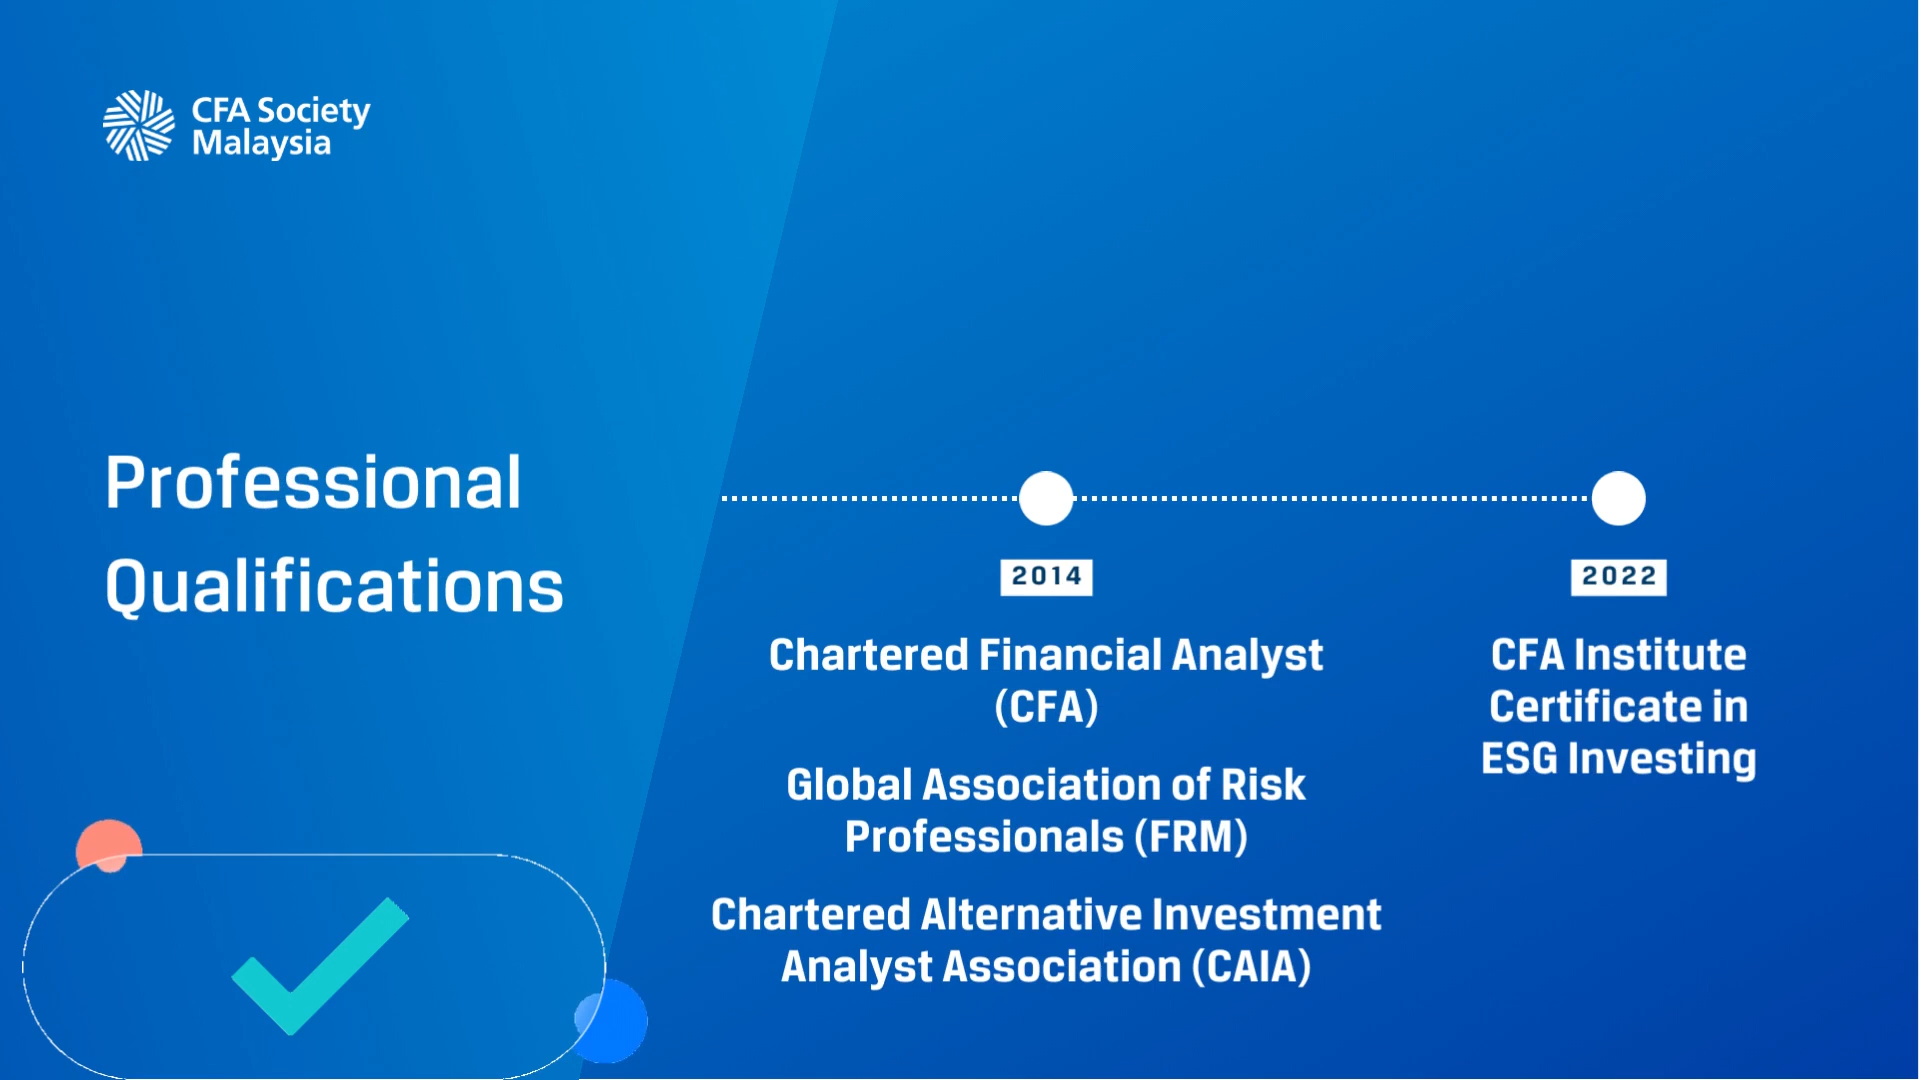 CFA Society
Malaysia
Professional
Qualifications
2014
Chartered Financial Analyst
(CFA)
Global Association of Risk
Professionals (FRM)
Chartered Alternative Investment
Analyst Association (CAIA)
2022
CFA Institute
Certificate in
ESG Investing